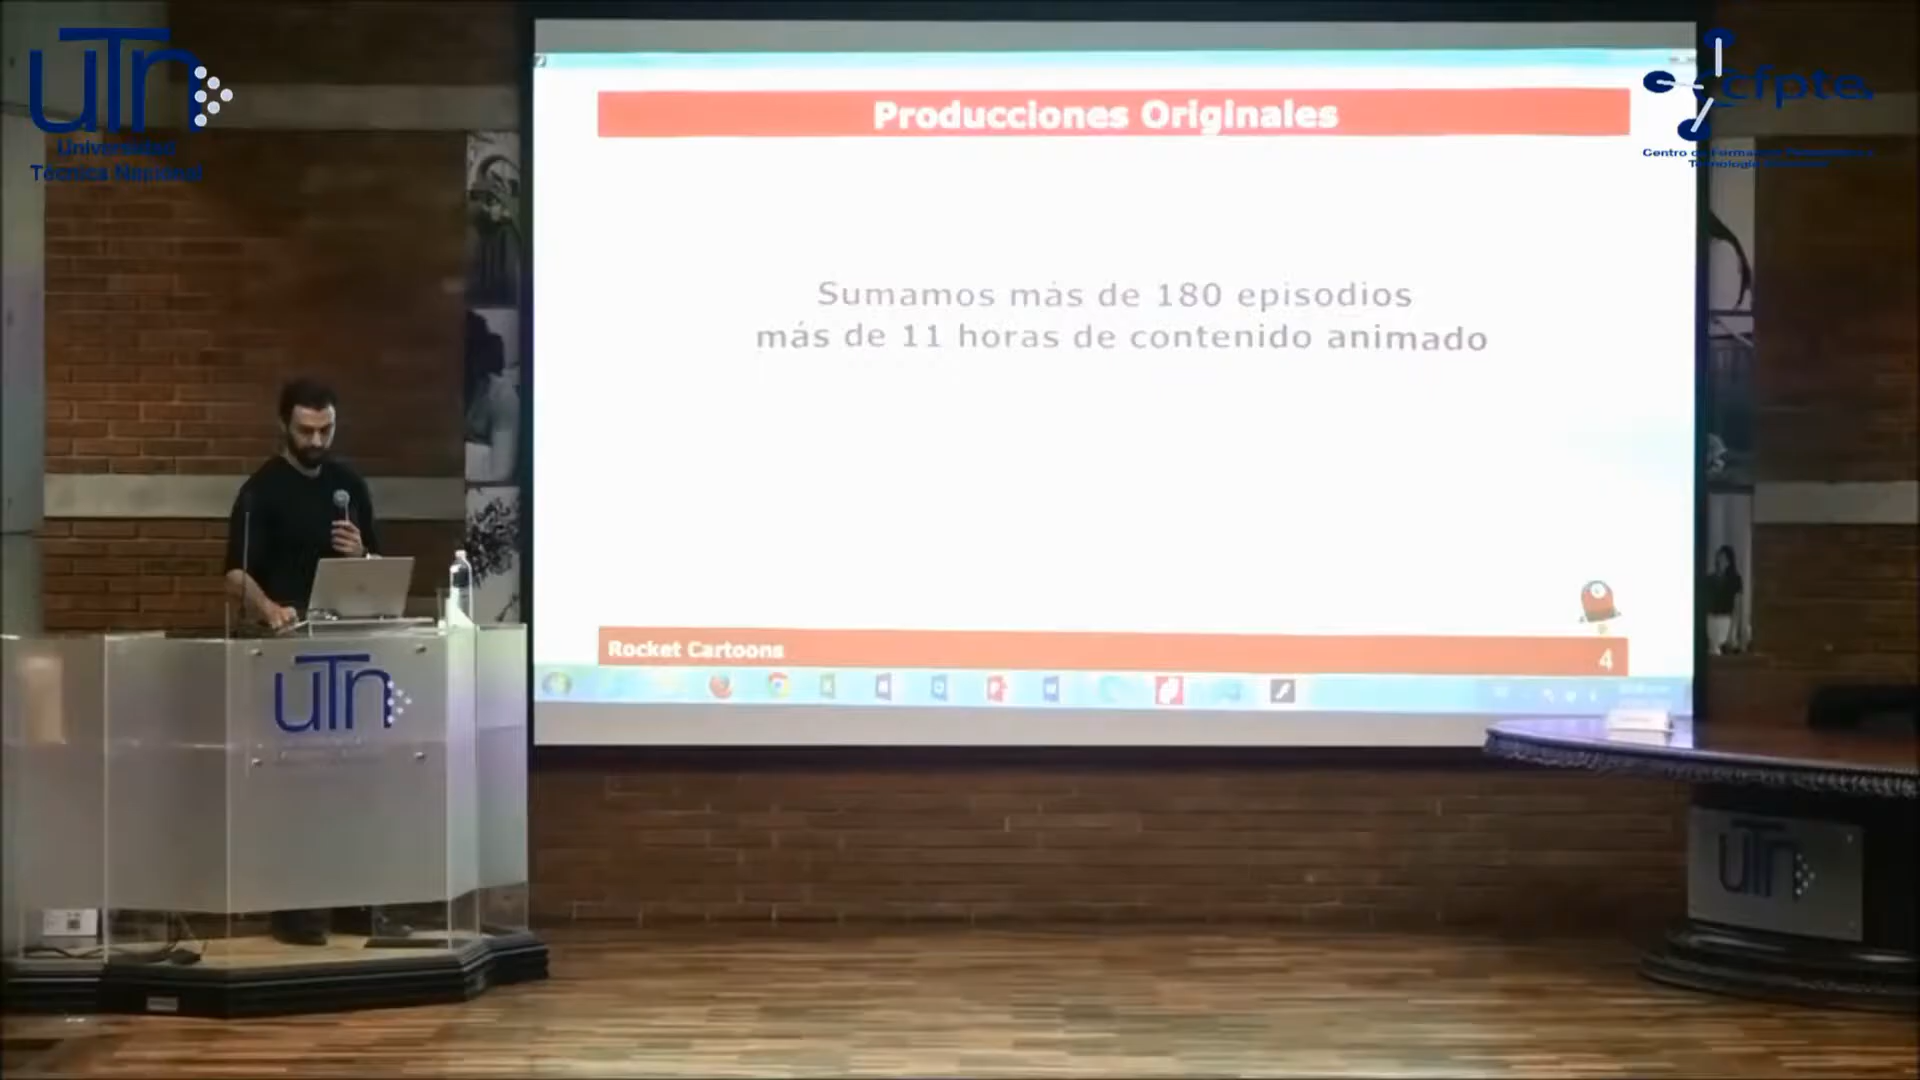 uTn
Universidad
Técnica Nacional
cfpte
Producciones Originales
Sumamos más de 180 episodios
más de 11 horas de contenido animado
Rocket Cartoons
4
uTn
uTn